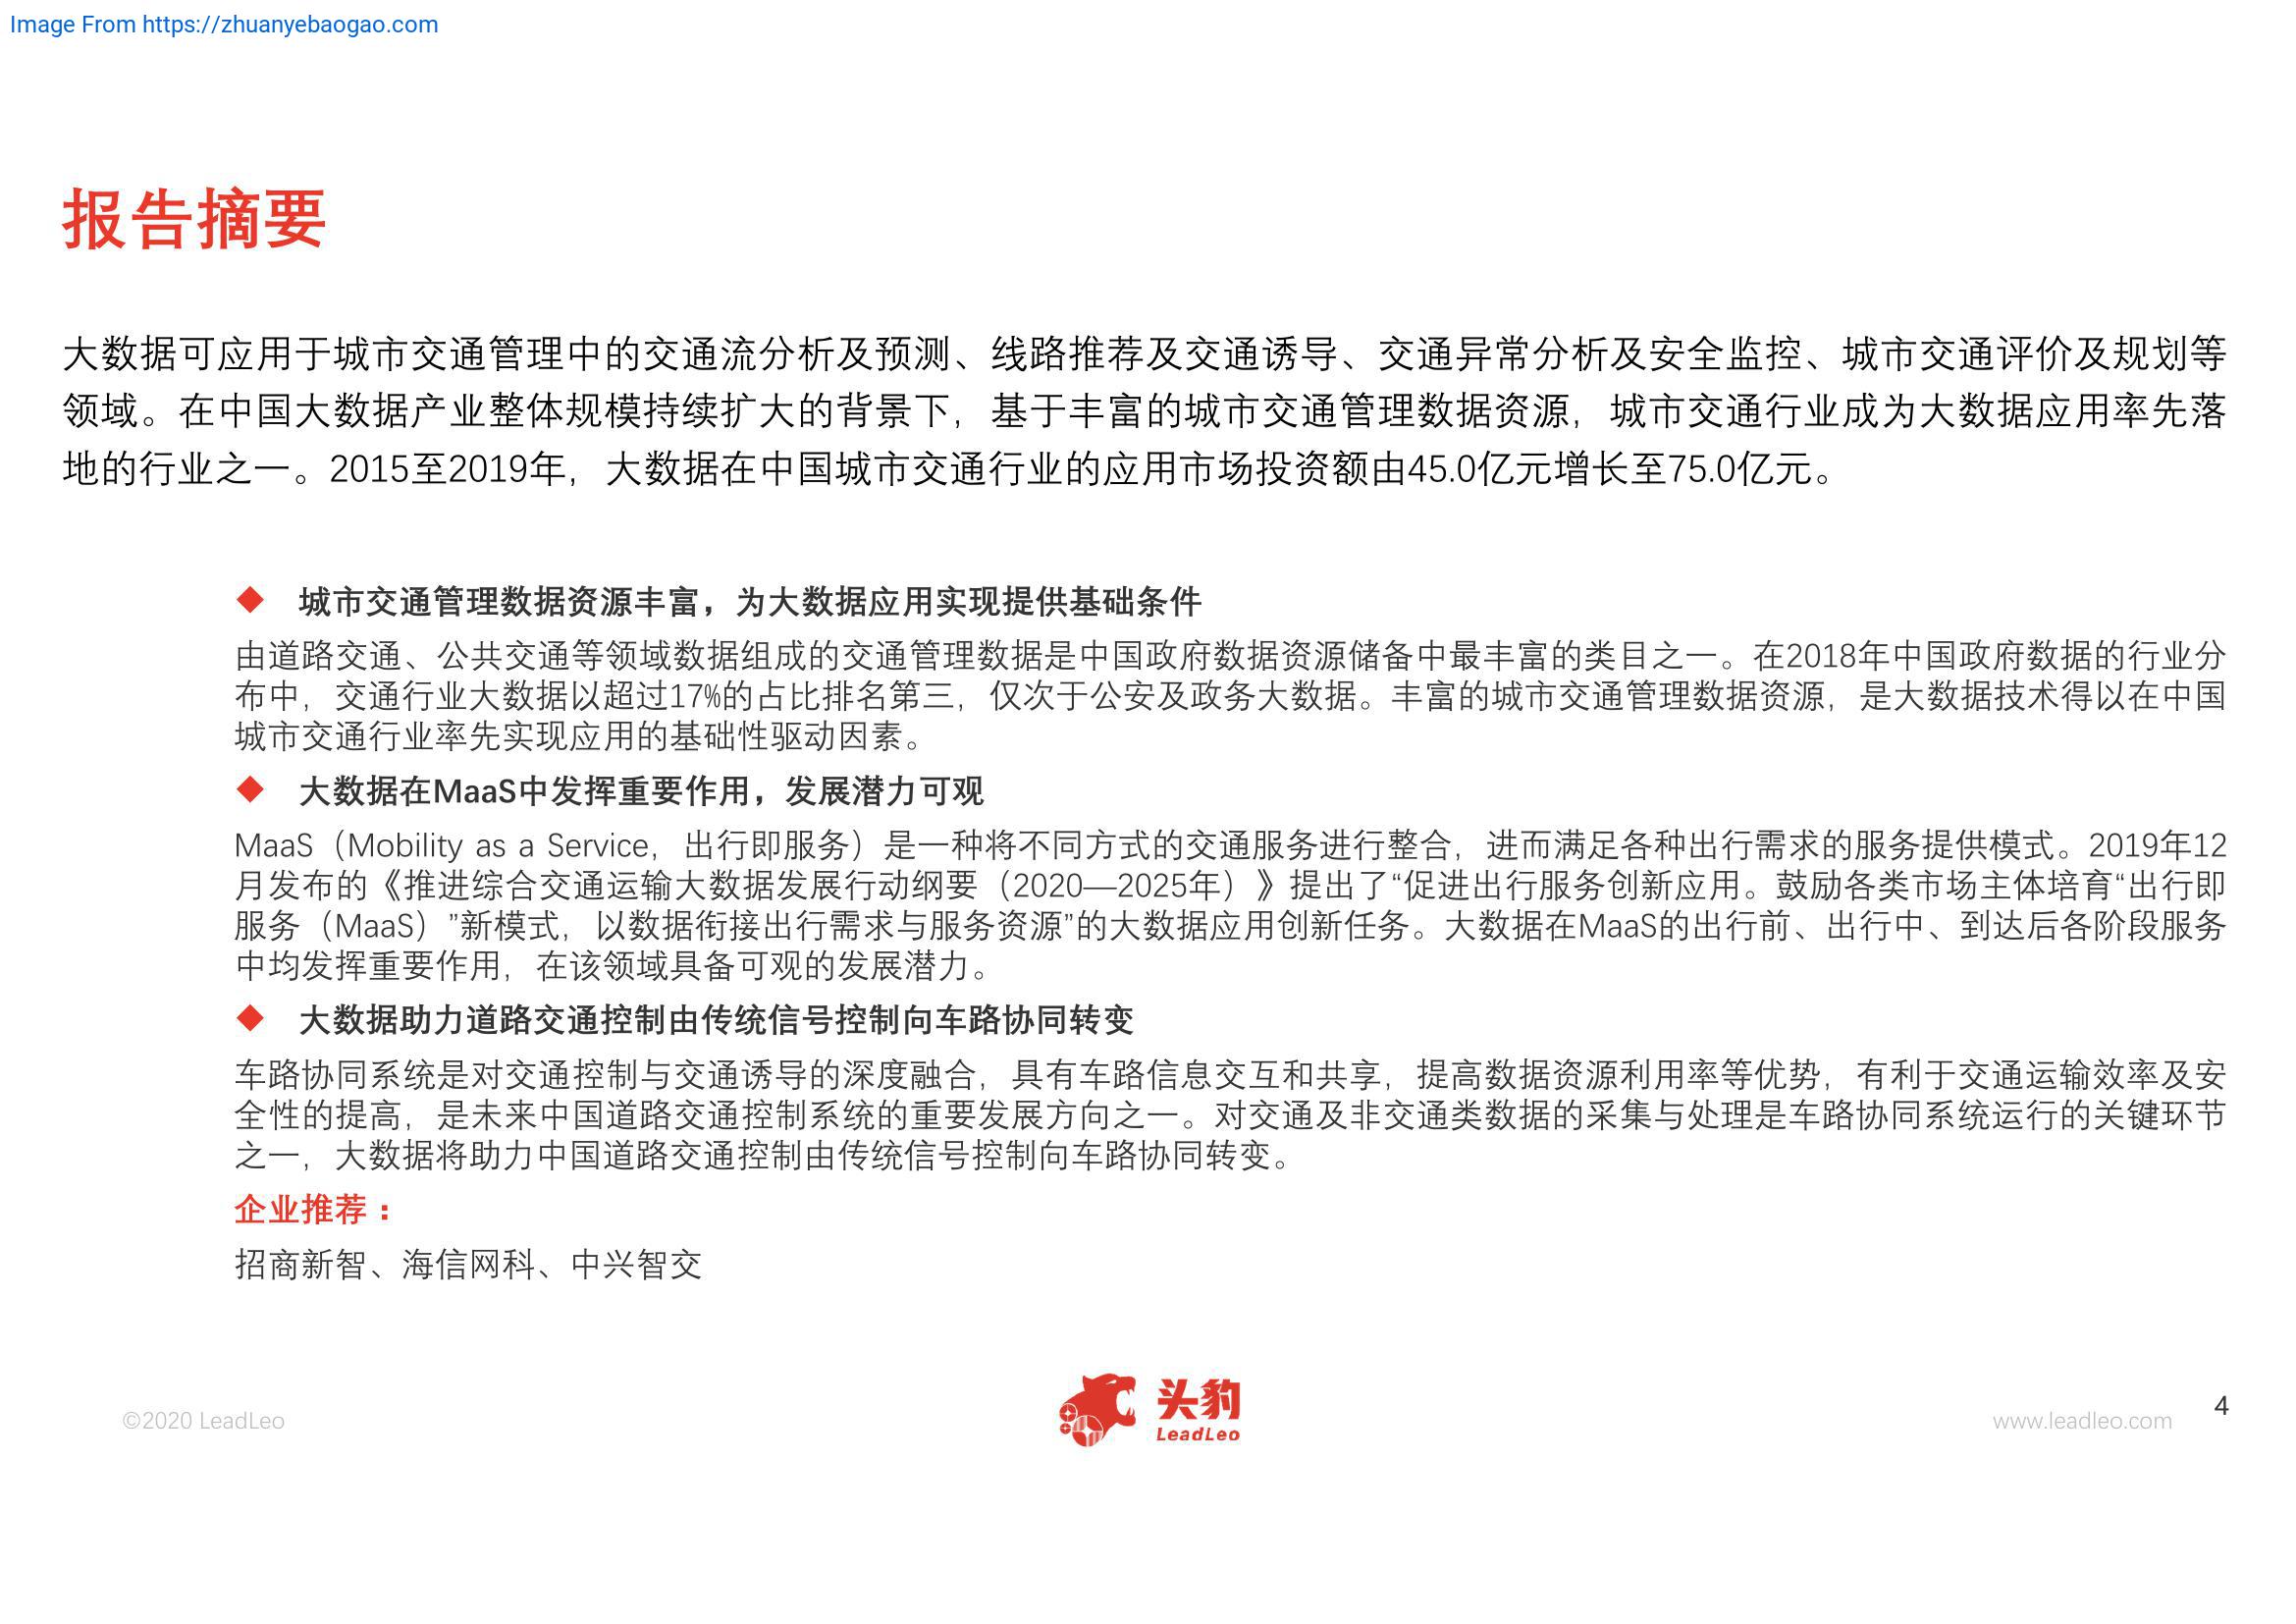 Image From https://zhuanyebaogao.com
报告摘要
大数据可应用于城市交通管理中的交通流分析及预测、线路推荐及交通诱导、交通异常分析及安全监控、城市交通评价及规划等
领域。在中国大数据产业整体规模持续扩大的背景下，基于丰富的城市交通管理数据资源，城市交通行业成为大数据应用率先落
地的行业之一。2015至2019年，大数据在中国城市交通行业的应用市场投资额由45.0亿元增长至75.0亿元。
◆ 城市交通管理数据资源丰富，为大数据应用实现提供基础条件
由道路交通、公共交通等领域数据组成的交通管理数据是中国政府数据资源储备中最丰富的类目之一。在2018年中国政府数据的行业分
布中，交通行业大数据以超过17%的占比排名第三，仅次于公安及政务大数据。丰富的城市交通管理数据资源，是大数据技术得以在中国
城市交通行业率先实现应用的基础性驱动因素。
◆ 大数据在MaaS中发挥重要作用，发展潜力可观
MaaS（Mobility as a Service，出行即服务）是一种将不同方式的交通服务进行整合，进而满足各种出行需求的服务提供模式。2019年12
月发布的《推进综合交通运输大数据发展行动纲要（2020—2025年）》提出了“促进出行服务创新应用。鼓励各类市场主体培育“出行即
服务（MaaS）”新模式，以数据衔接出行需求与服务资源”的大数据应用创新任务。大数据在MaaS的出行前、出行中、到达后各阶段服务
中均发挥重要作用，在该领域具备可观的发展潜力。
◆ 大数据助力道路交通控制由传统信号控制向车路协同转变
车路协同系统是对交通控制与交通诱导的深度融合，具有车路信息交互和共享，提高数据资源利用率等优势，有利于交通运输效率及安
全性的提高，是未来中国道路交通控制系统的重要发展方向之一。对交通及非交通类数据的采集与处理是车路协同系统运行的关键环节
之一，大数据将助力中国道路交通控制由传统信号控制向车路协同转变。
企业推荐：
招商新智、海信网科、中兴智交
©2020 LeadLeo
头豹
LeadLeo
www.leadleo.com
4